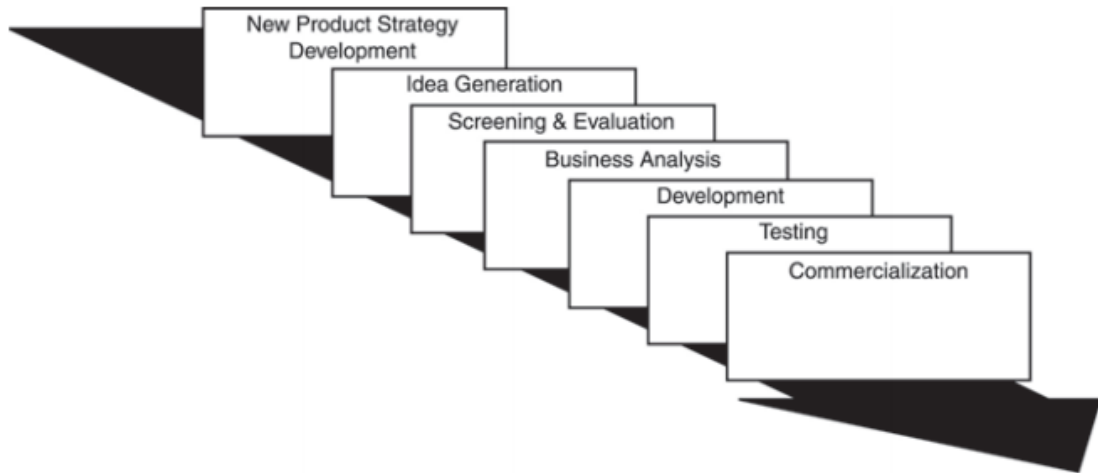 New Product Strategy
Development
Idea Generation
Screening & Evaluation
Business Analysis
Development
Testing
Commercialization